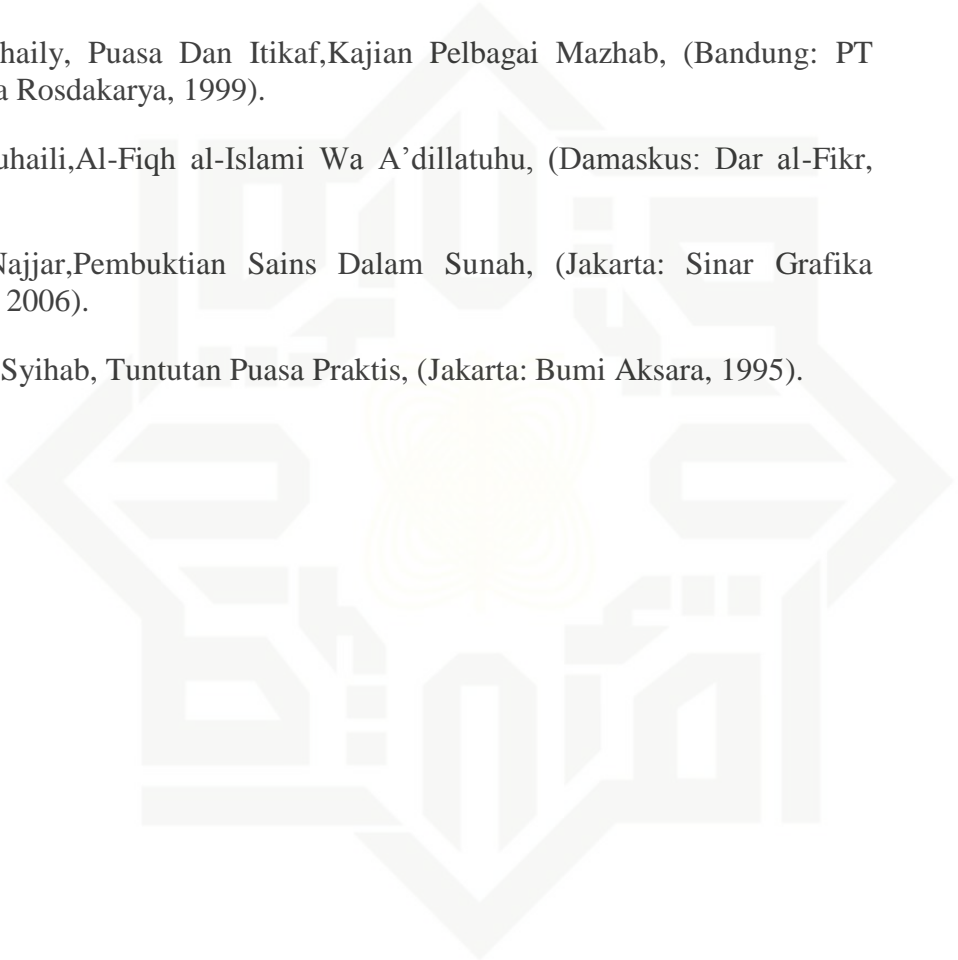 haily, Puasa Dan Itikaf,Kajian Pelbagai Mazhab, (Bandung: PT
a Rosdakarya, 1999).
uhaili,Al-Fiqh al-Islami Wa A’dillatuhu, (Damaskus: Dar al-Fikr,
Najjar,Pembuktian Sains Dalam Sunah, (Jakarta: Sinar Grafika
2006).
Syihab, Tuntutan Puasa Praktis, (Jakarta: Bumi Aksara, 1995).